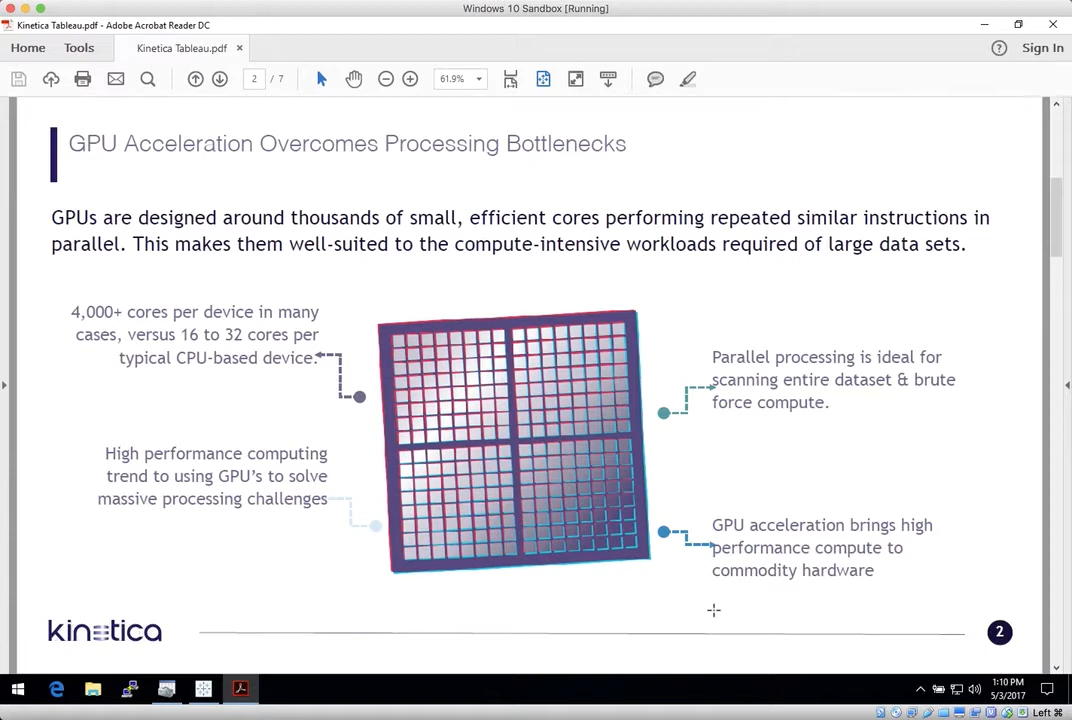 Windows 10 Sandbox [Running]
Kinetica Tableau.pdf - Adobe Acrobat Reader DC
Home Tools Kinetica Tableau.pdf × Sign In
2 / 7 61.9%
GPU Acceleration Overcomes Processing Bottlenecks
GPUs are designed around thousands of small, efficient cores performing repeated similar instructions in
parallel. This makes them well-suited to the compute-intensive workloads required of large data sets.
4,000+ cores per device in many
cases, versus 16 to 32 cores per
typical CPU-based device.
High performance computing
trend to using GPU's to solve
massive processing challenges
Parallel processing is ideal for
scanning entire dataset & brute
force compute.
GPU acceleration brings high
performance compute to
commodity hardware
kinetica
2
1:10 PM
5/3/2017
Left ⌘